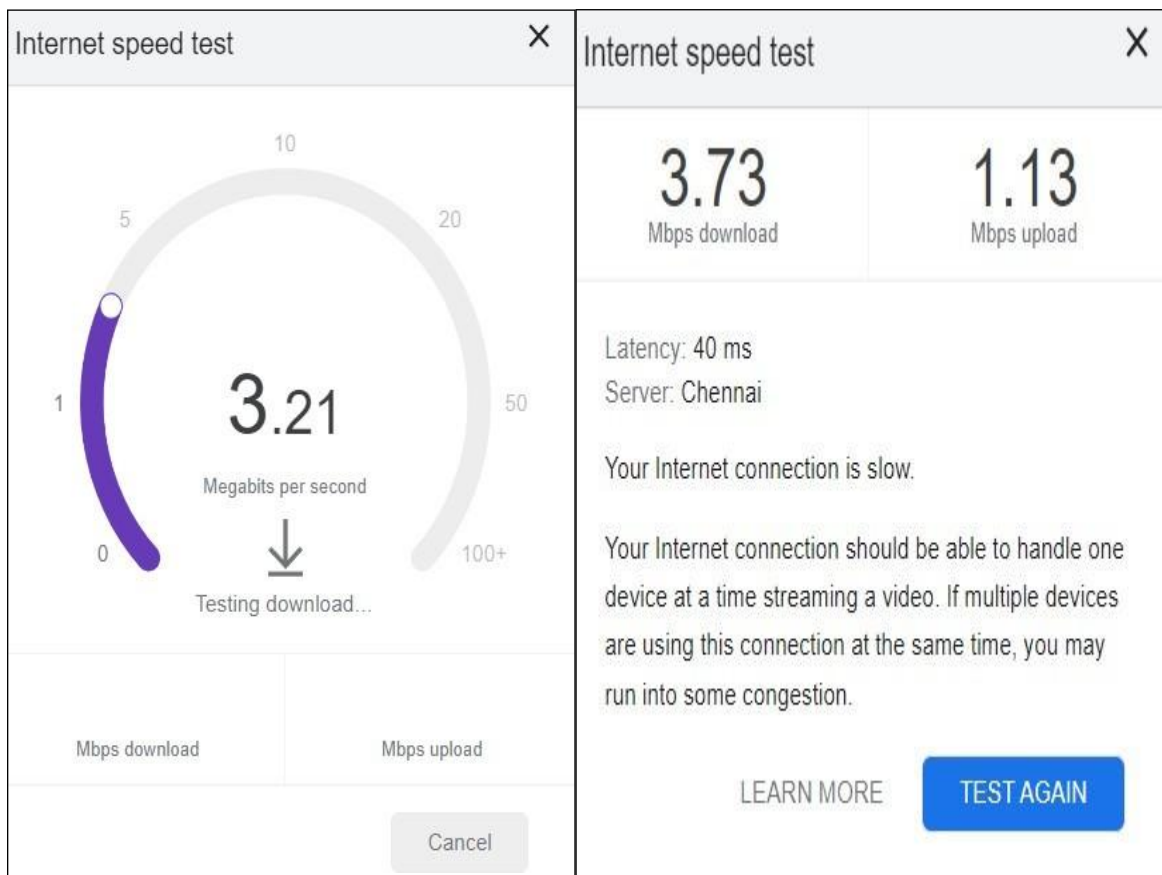 Internet speed test
10
5
20
1
50
0
100+
3.21
Megabits per second
Testing download...
Mbps download
Mbps upload
Cancel
Internet speed test
3.73
Mbps download
1.13
Mbps upload
Latency: 40 ms
Server: Chennai
Your Internet connection is slow.
Your Internet connection should be able to handle one
device at a time streaming a video. If multiple devices
are using this connection at the same time, you may
run into some congestion.
LEARN MORE
TEST AGAIN